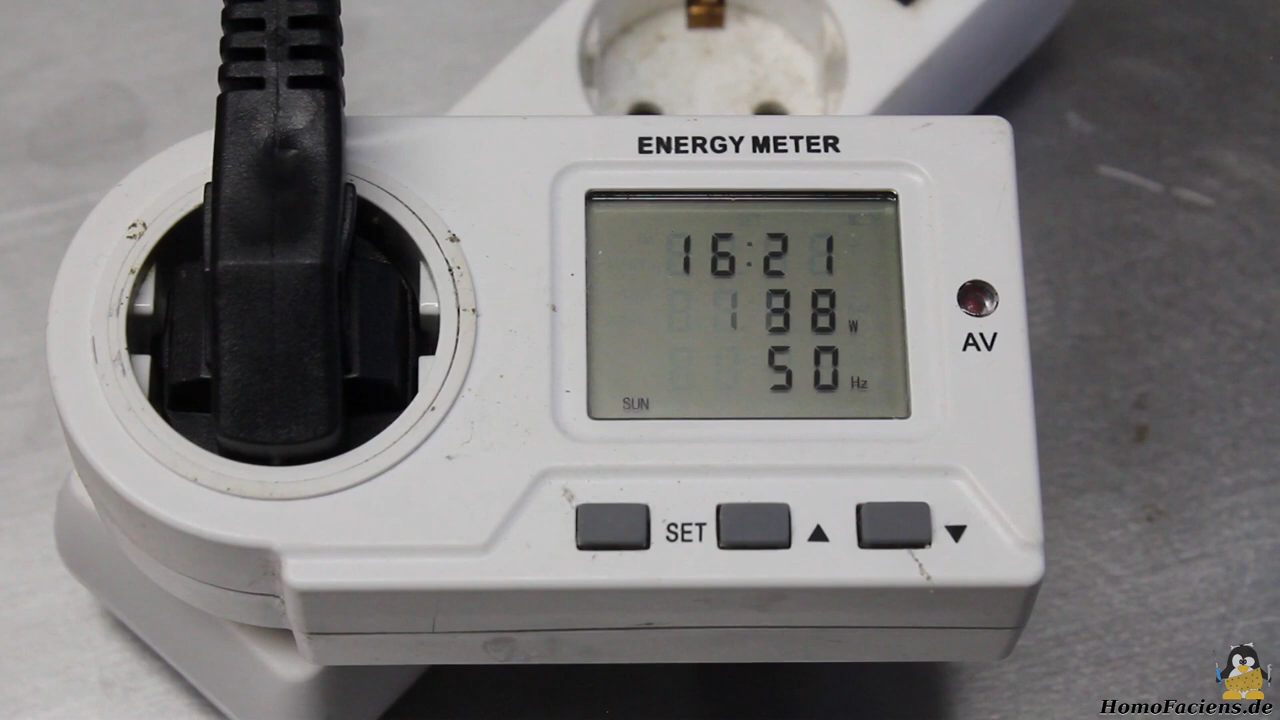 ENERGY METER
16:21
188 W
50 Hz
SUN
AV
SET ▲ ▼
HomoFaciens.de